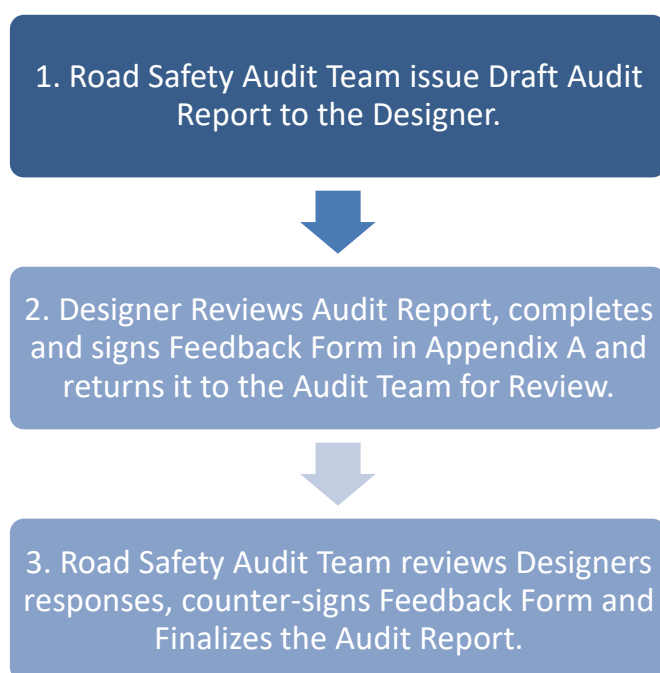 1. Road Safety Audit Team issue Draft Audit
Report to the Designer.
2. Designer Reviews Audit Report, completes
and signs Feedback Form in Appendix A and
returns it to the Audit Team for Review.
3. Road Safety Audit Team reviews Designers
responses, counter-signs Feedback Form and
Finalizes the Audit Report.